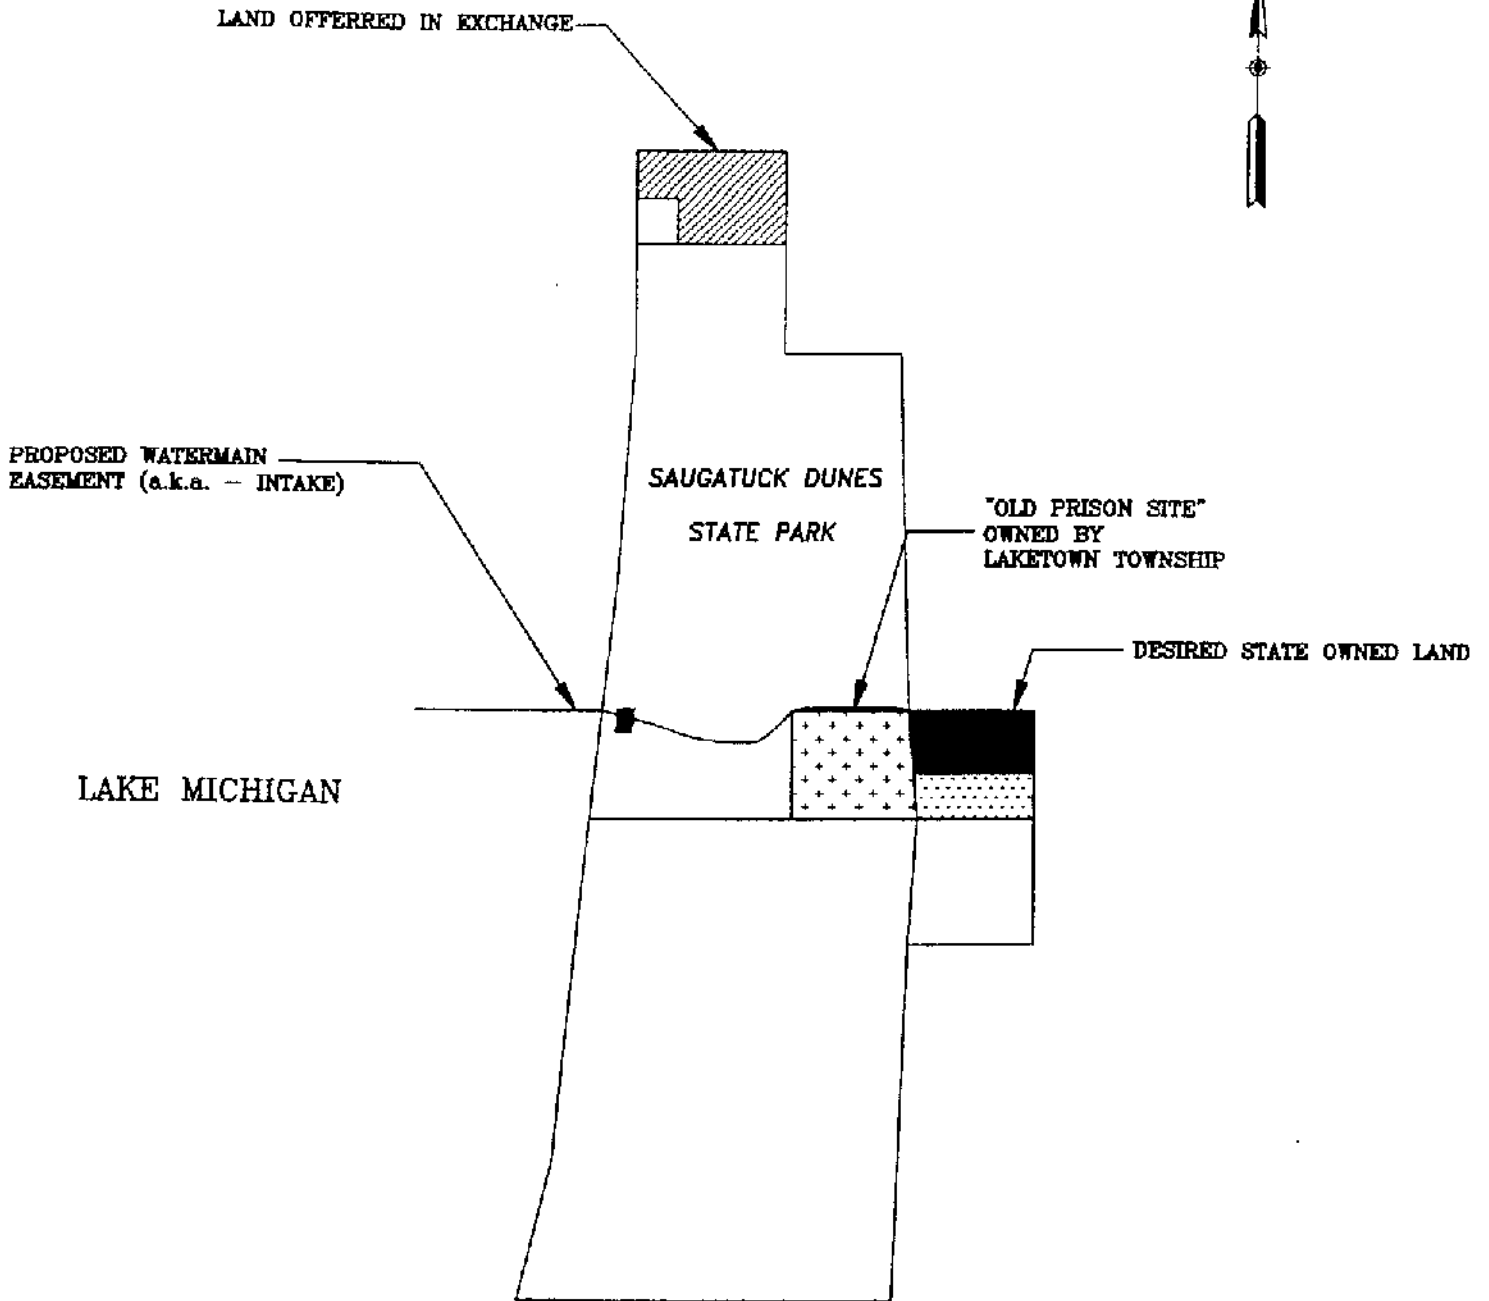 LAND OFFERRED IN EXCHANGE
PROPOSED WATERMAIN
EASEMENT (a.k.a. – INTAKE)
SAUGATUCK DUNES
STATE PARK
"OLD PRISON SITE"
OWNED BY
LAKETOWN TOWNSHIP
DESIRED STATE OWNED LAND
LAKE MICHIGAN